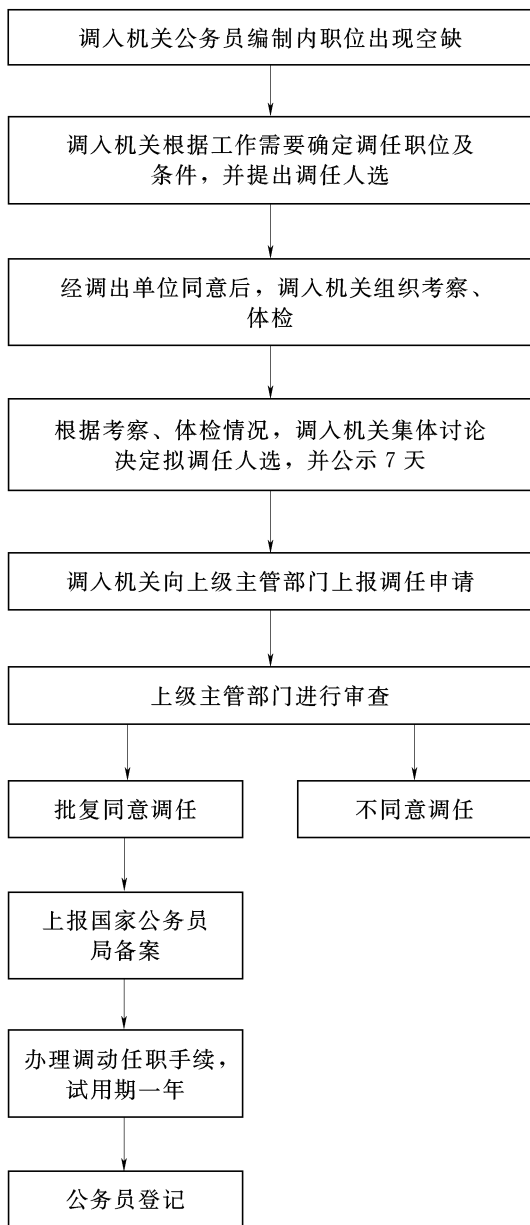 调入机关公务员编制内职位出现空缺
调入机关根据工作需要确定调任职位及
条件，并提出调任人选
经调出单位同意后，调入机关组织考察、
体检
根据考察、体检情况，调入机关集体讨论
决定拟调任人选，并公示 7 天
调入机关向上级主管部门上报调任申请
上级主管部门进行审查
批复同意调任
不同意调任
上报国家公务员
局备案
办理调动任职手续，
试用期一年
公务员登记